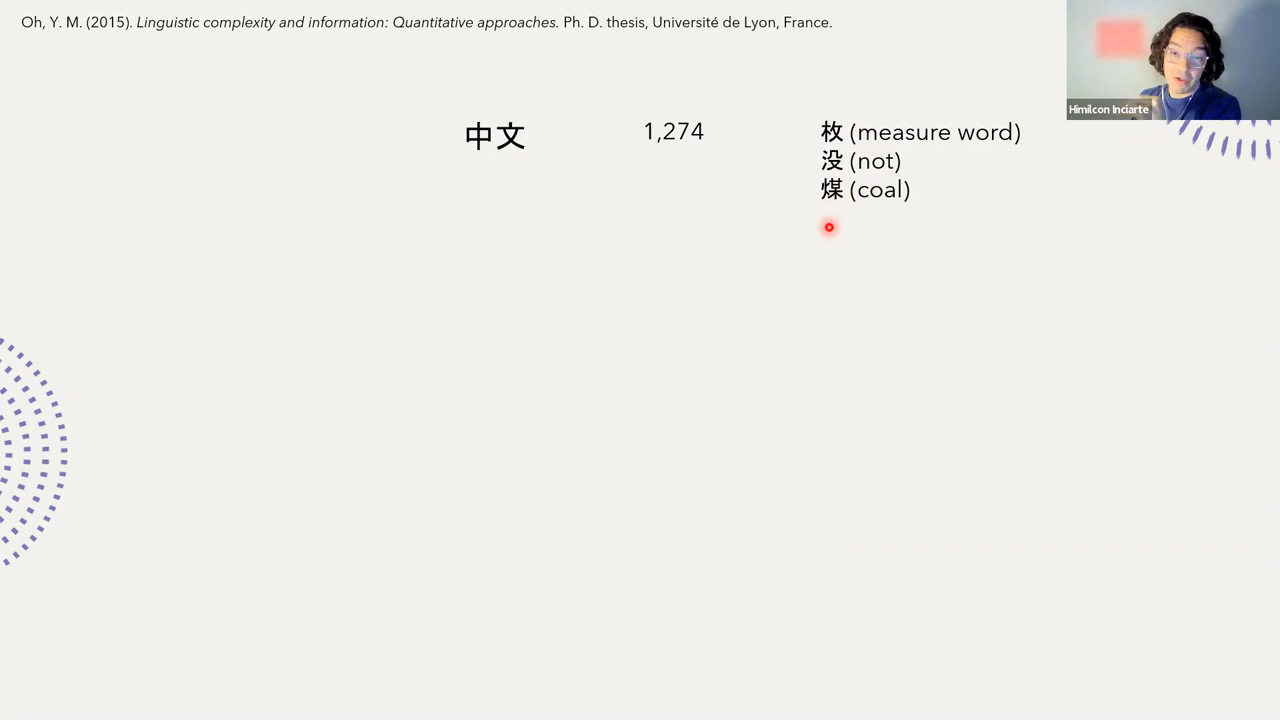 Oh, Y. M. (2015). Linguistic complexity and information: Quantitative approaches. Ph. D. thesis, Université de Lyon, France.
Himilcon Inciarte
中文 1,274 枚 (measure word)
没 (not)
煤 (coal)